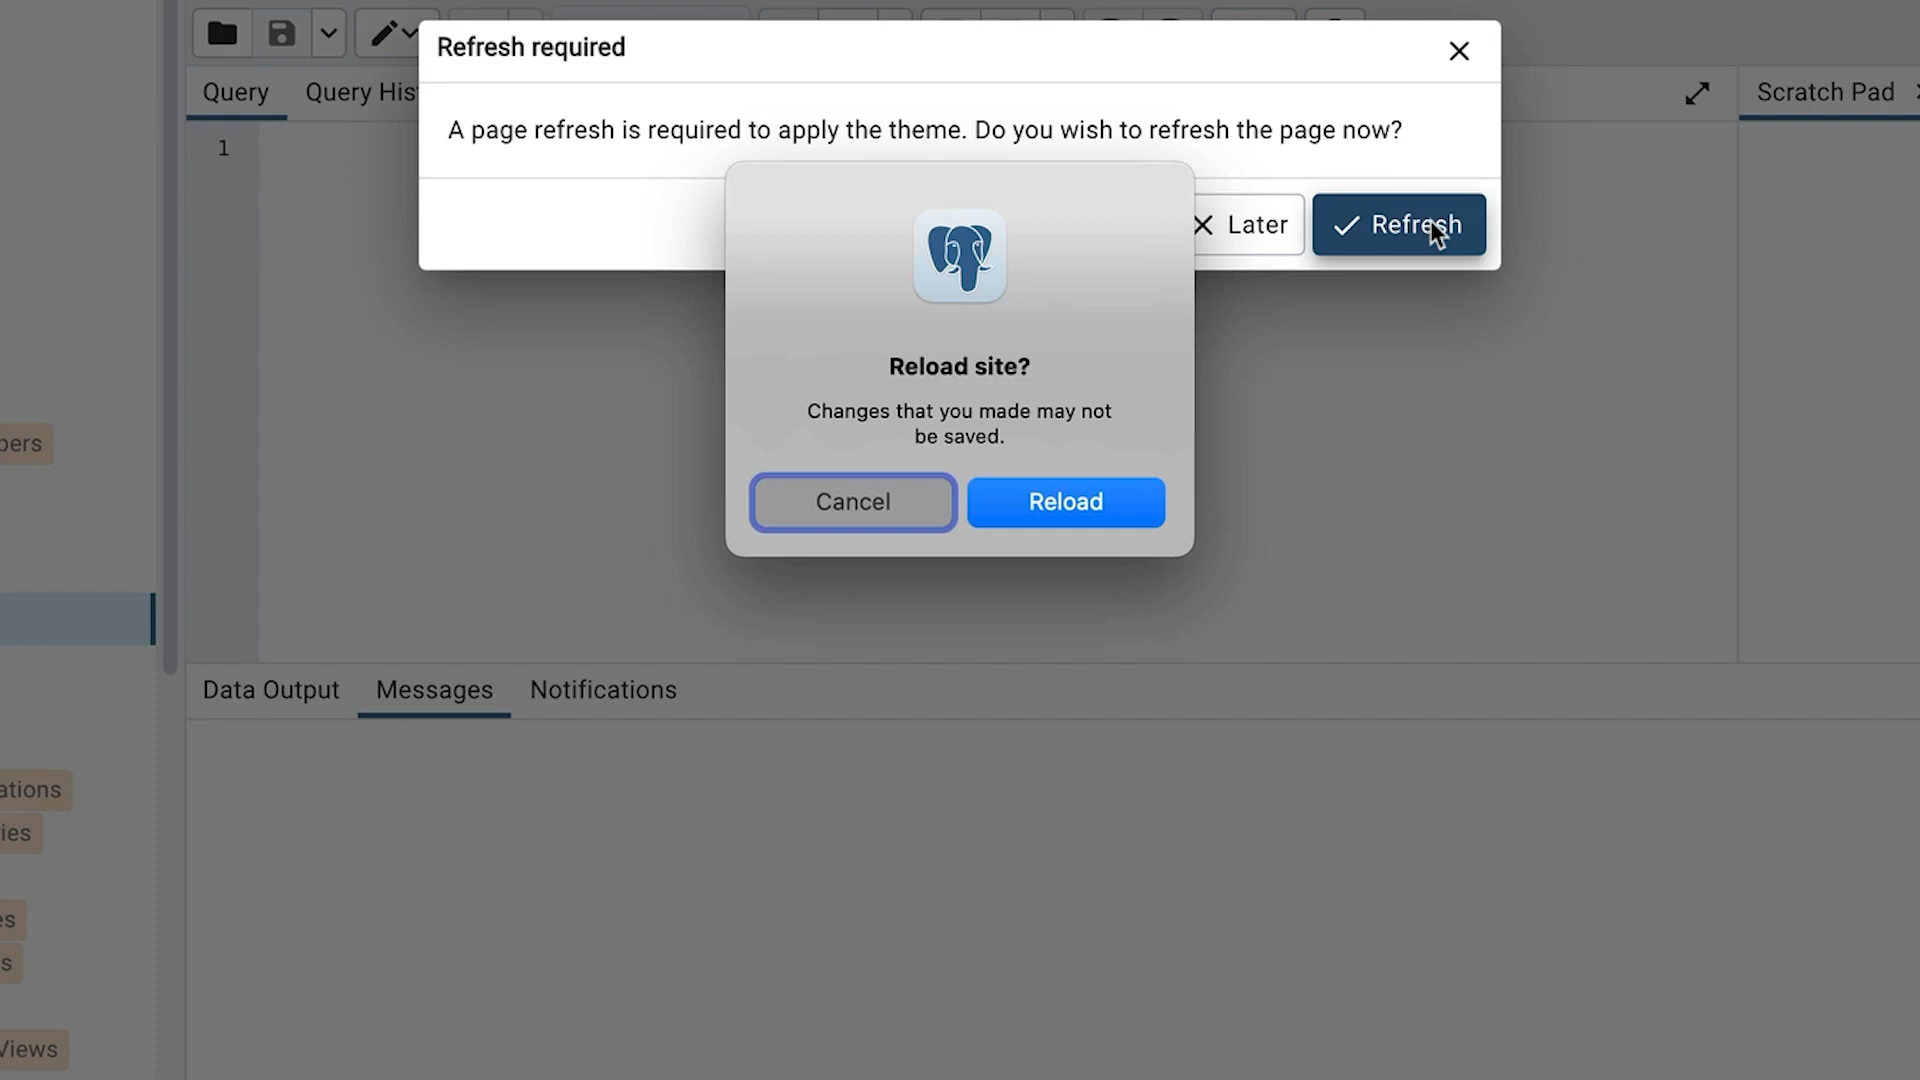 Refresh required
Query
Query His
Scratch Pad
A page refresh is required to apply the theme. Do you wish to refresh the page now?
1
Later
Refresh
Reload site?
Changes that you made may not
be saved.
Cancel
Reload
Data Output
Messages
Notifications
bers
ations
ies
es
s
Views